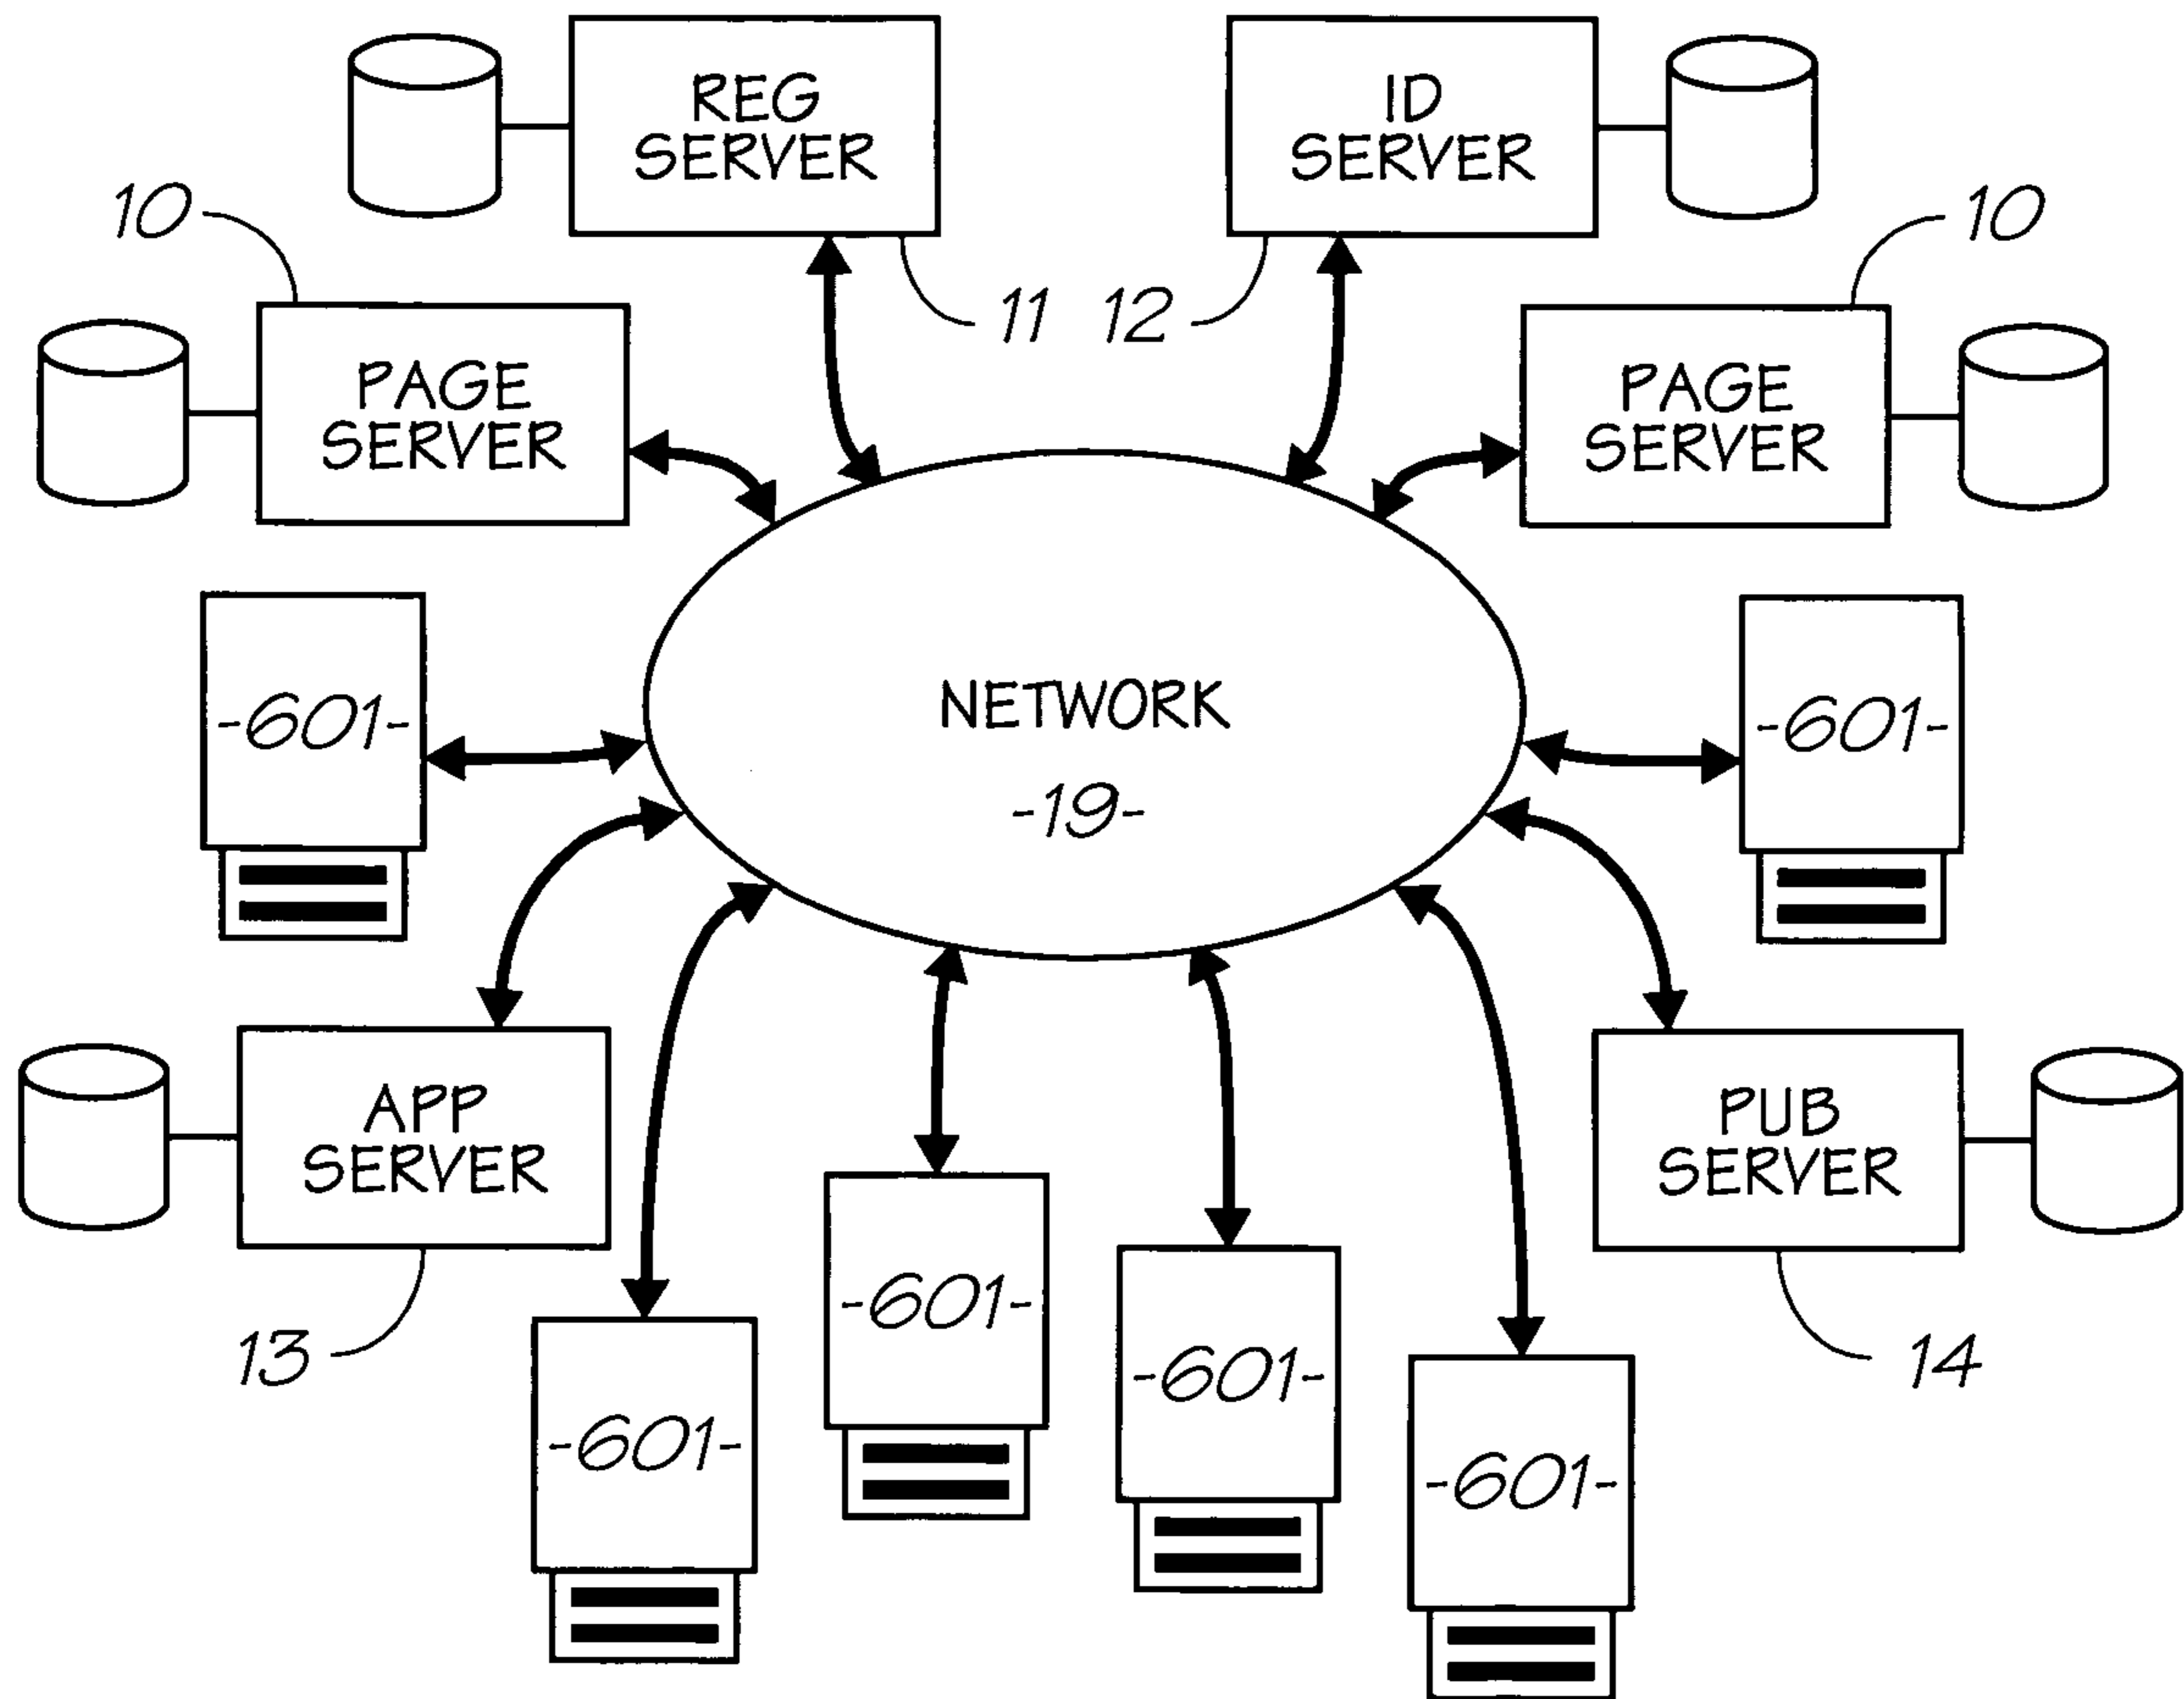 REG
SERVER
ID
SERVER
10
10
11
12
PAGE
SERVER
PAGE
SERVER
-601-
NETWORK
-19-
-601-
APP
SERVER
PUB
SERVER
13
-601-
-601-
-601-
-601-
14